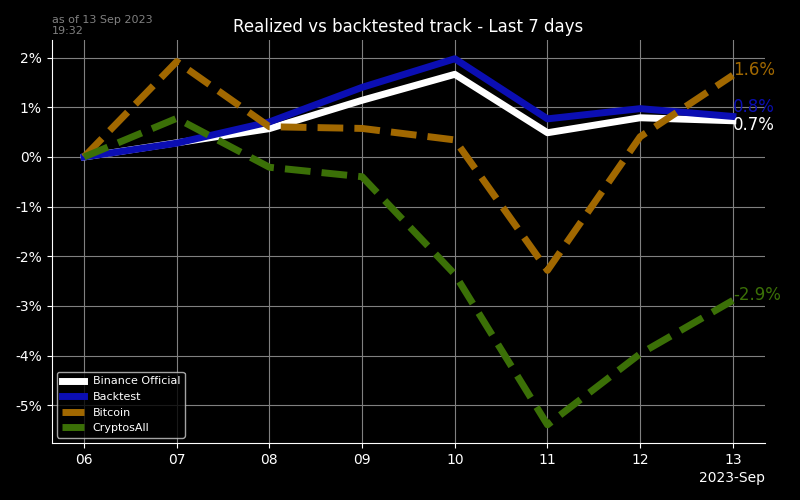 as of 13 Sep 2023
19:32
Realized vs backtested track - Last 7 days
2%
1%
0%
-1%
-2%
-3%
-4%
-5%
1.6%
0.8%
0.7%
-2.9%
Binance Official
Backtest
Bitcoin
CryptosAll
06 07 08 09 10 11 12 13
2023-Sep